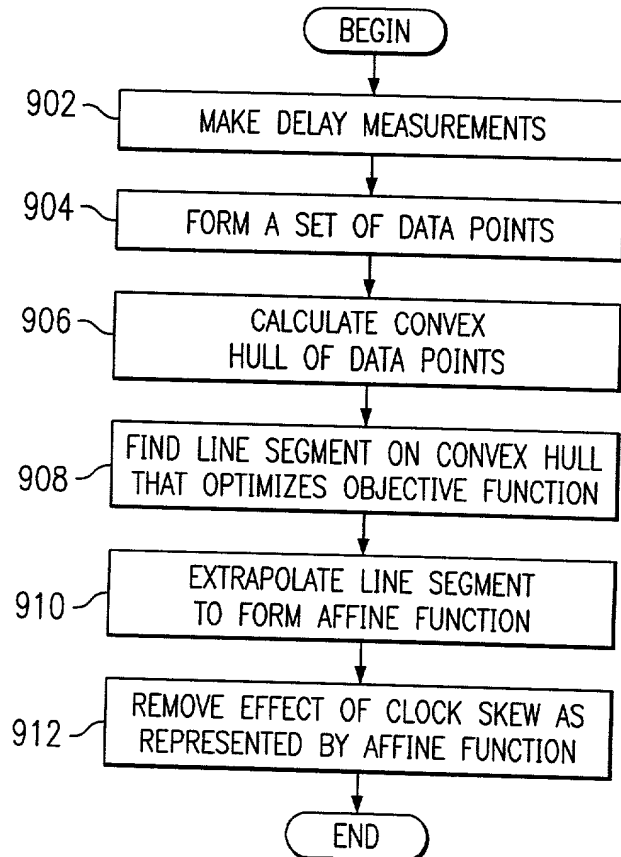 BEGIN
902
MAKE DELAY MEASUREMENTS
904
FORM A SET OF DATA POINTS
906
CALCULATE CONVEX
HULL OF DATA POINTS
908
FIND LINE SEGMENT ON CONVEX HULL
THAT OPTIMIZES OBJECTIVE FUNCTION
910
EXTRAPOLATE LINE SEGMENT
TO FORM AFFINE FUNCTION
912
REMOVE EFFECT OF CLOCK SKEW AS
REPRESENTED BY AFFINE FUNCTION
END